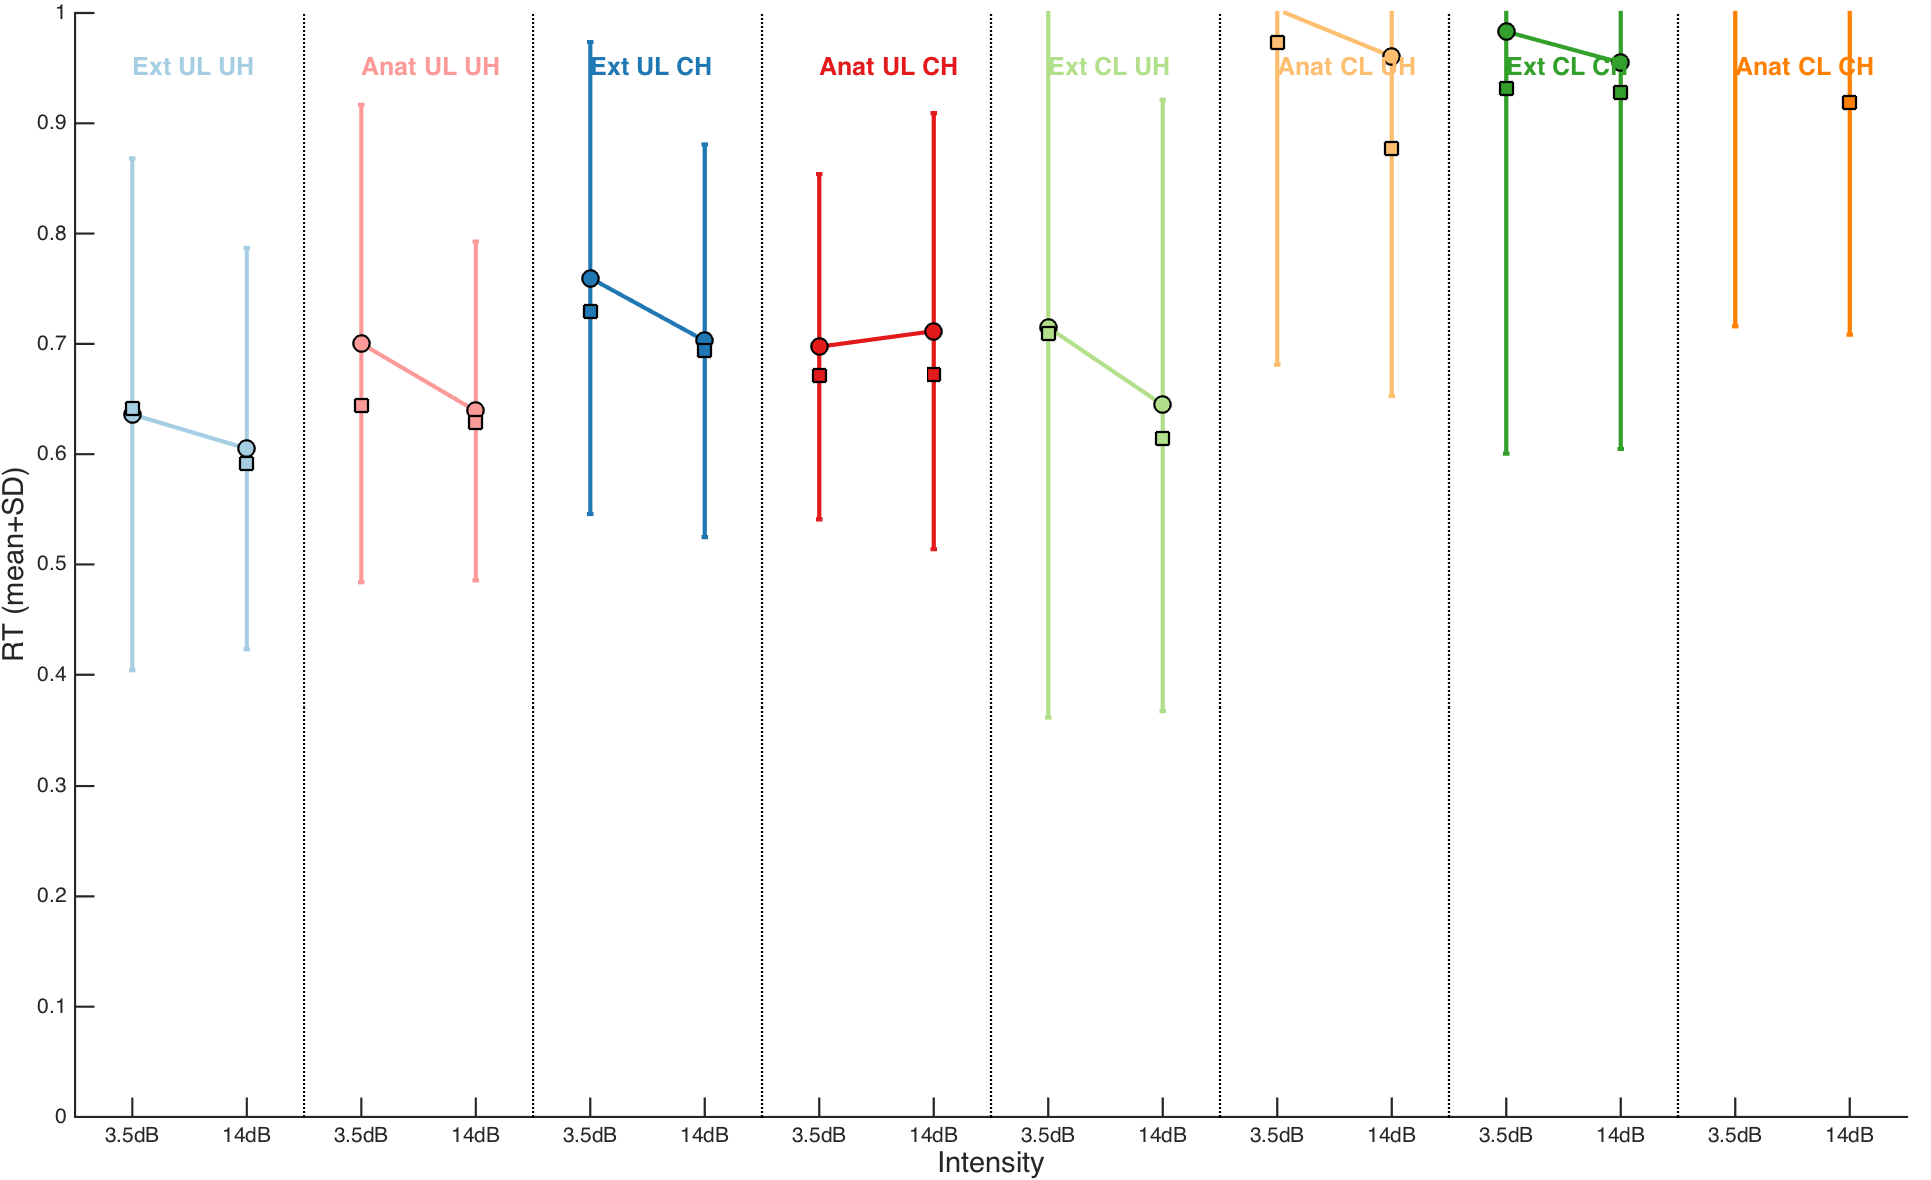 1
Ext UL UH Anat UL UH Ext UL CH Anat UL CH Ext CL UH Anat CL UH Ext CL CH Anat CL CH
0.9
0.8
0.7
0.6
0.5
0.4
0.3
0.2
0.1
0
RT (mean+SD)
3.5dB 14dB 3.5dB 14dB 3.5dB 14dB 3.5dB 14dB 3.5dB 14dB 3.5dB 14dB 3.5dB 14dB 3.5dB 14dB
Intensity